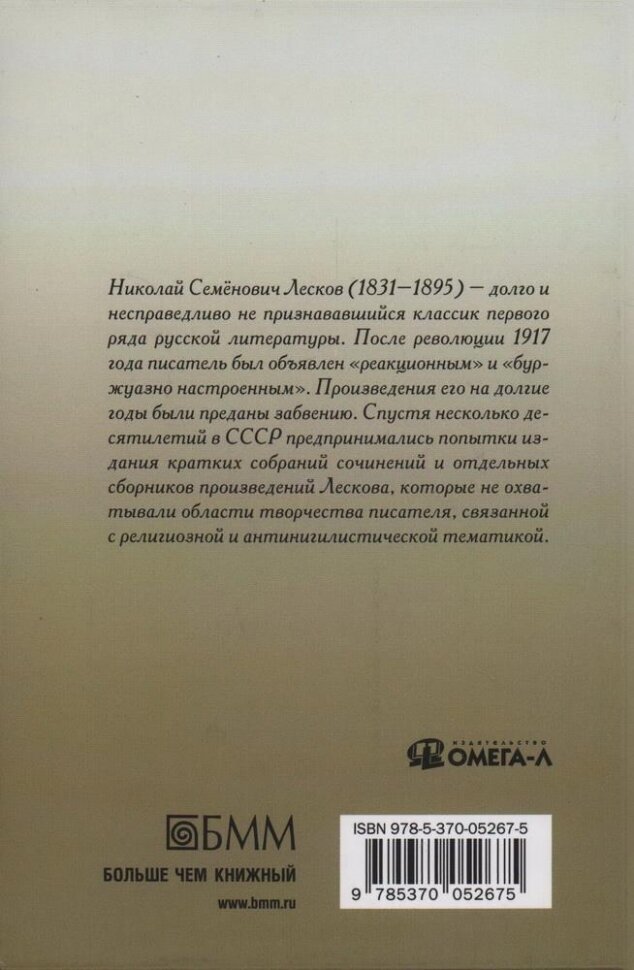 Николай Семёнович Лесков (1831—1895) — долго и
несправедливо не признававшийся классик первого
ряда русской литературы. После революции 1917
года писатель был объявлен «реакционным» и «бур-
жуазно настроенным». Произведения его на долгие
годы были преданы забвению. Спустя несколько де-
сятилетий в СССР предпринимались попытки из-
дания кратких собраний сочинений и отдельных
сборников произведений Лескова, которые не охва-
тывали области творчества писателя, связанной
с религиозной и антинигилистической тематикой.
ИЗДАТЕЛЬСТВО
ОМЕГА-Л
БММ
БОЛЬШЕ ЧЕМ КНИЖНЫЙ
www.bmm.ru
ISBN 978-5-370-05267-5
9 785370 052675